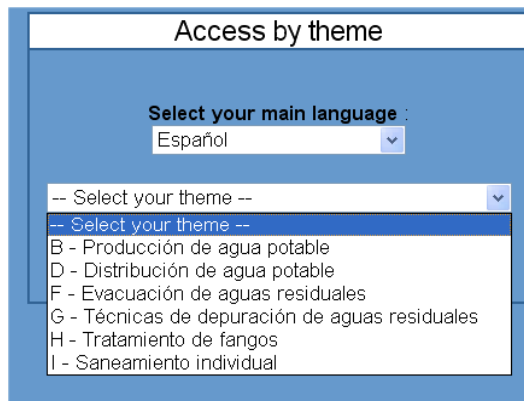 Access by theme
Select your main language :
Español
-- Select your theme --
-- Select your theme --
B - Producción de agua potable
D - Distribución de agua potable
F - Evacuación de aguas residuales
G - Técnicas de depuración de aguas residuales
H - Tratamiento de fangos
I - Saneamiento individual